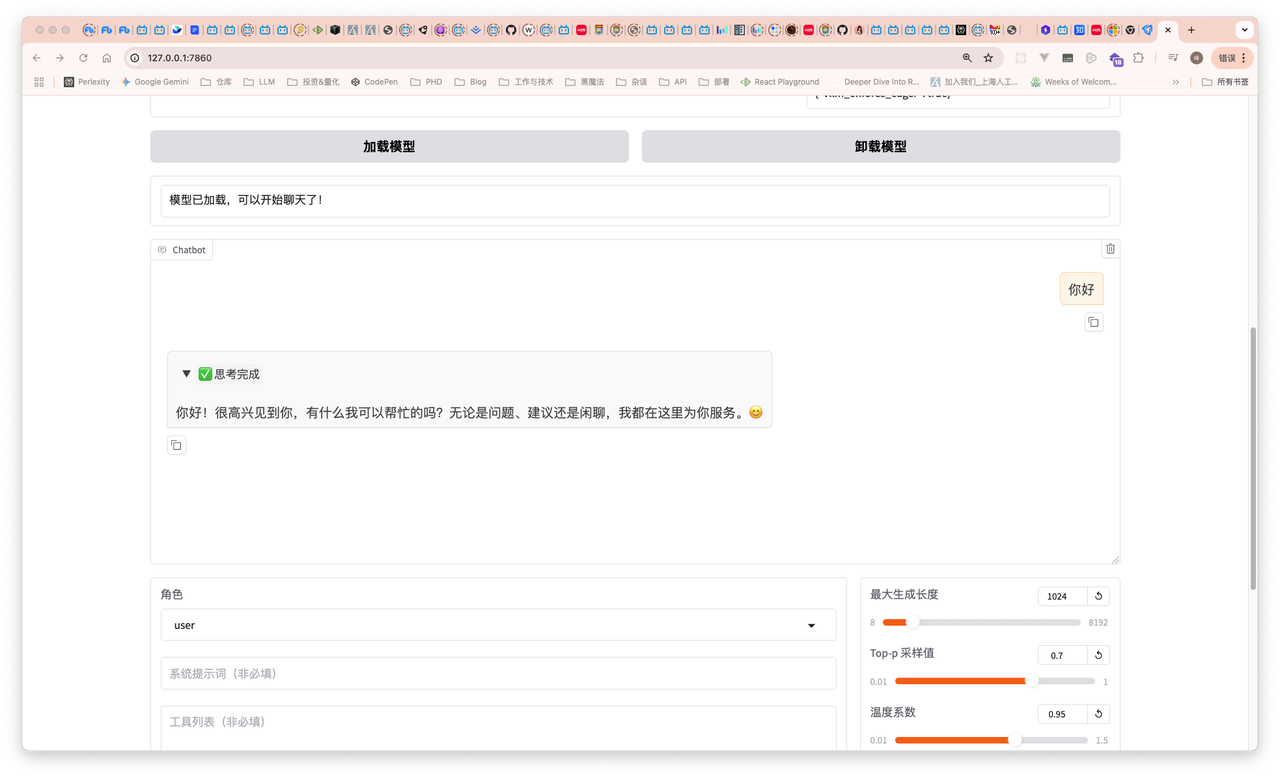 127.0.0.1:7860
错误
Perlexity
Google Gemini
仓库
LLM
投资&量化
CodePen
PHD
Blog
工作与技术
黑魔法
杂谈
API
部署
React Playground
Deeper Dive Into R...
加入我们_上海人工...
Weeks of Welcom...
所有书签
加载模型
卸载模型
模型已加载，可以开始聊天了！
Chatbot
你好
▼ ✅思考完成
你好！很高兴见到你，有什么我可以帮忙的吗？无论是问题、建议还是闲聊，我都在这里为你服务。😊
角色
user
系统提示词（非必填）
工具列表（非必填）
最大生成长度
1024
8
8192
Top-p 采样值
0.7
0.01
1
温度系数
0.95
0.01
1.5